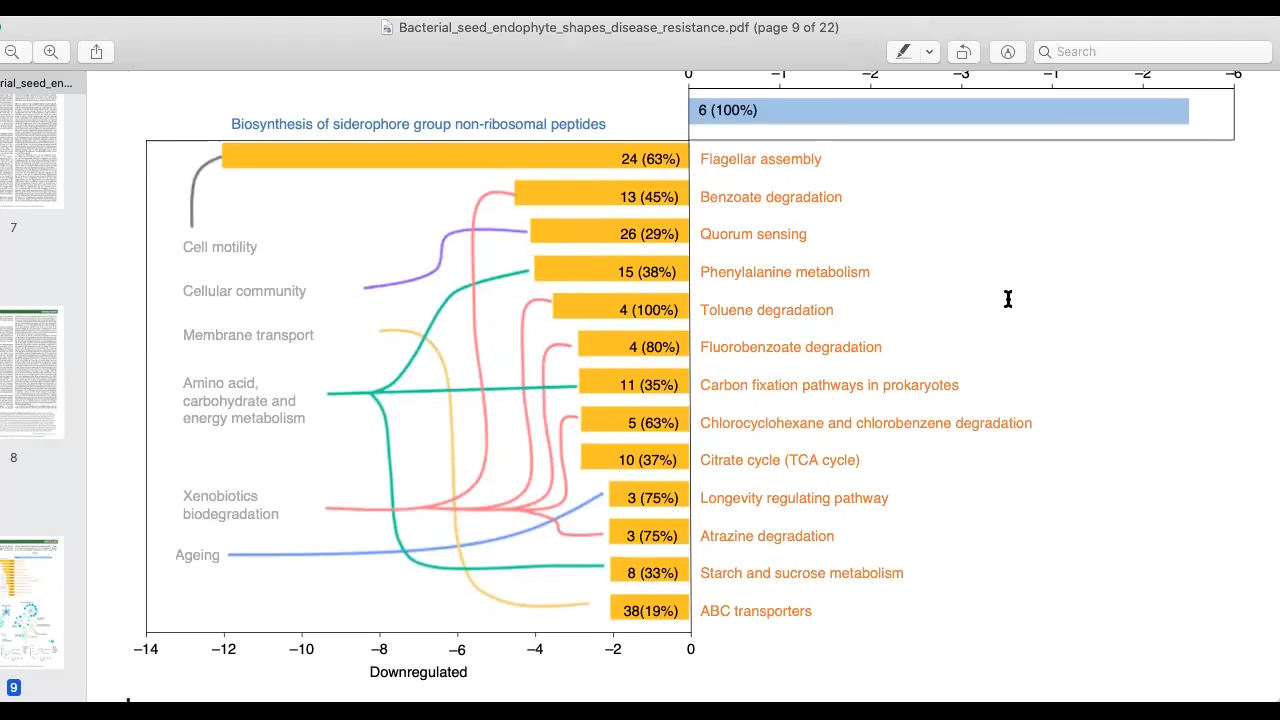 Bacterial_seed_endophyte_shapes_disease_resistance.pdf (page 9 of 22)
Search
rial_seed_en...
0 −1 −2 −3 −1 −2 −6
6 (100%)
Biosynthesis of siderophore group nonribosomal peptides
24 (63%) Flagellar assembly
13 (45%) Benzoate degradation
26 (29%) Quorum sensing
15 (38%) Phenylalanine metabolism
4 (100%) Toluene degradation
4 (80%) Fluorobenzoate degradation
11 (35%) Carbon fixation pathways in prokaryotes
5 (63%) Chlorocyclohexane and chlorobenzene degradation
10 (37%) Citrate cycle (TCA cycle)
3 (75%) Longevity regulating pathway
3 (75%) Atrazine degradation
8 (33%) Starch and sucrose metabolism
38(19%) ABC transporters
Cell motility
Cellular community
Membrane transport
Amino acid,
carbohydrate and
energy metabolism
Xenobiotics
biodegradation
Ageing
−14 −12 −10 −8 −6 −4 −2 0
Downregulated
7
8
9